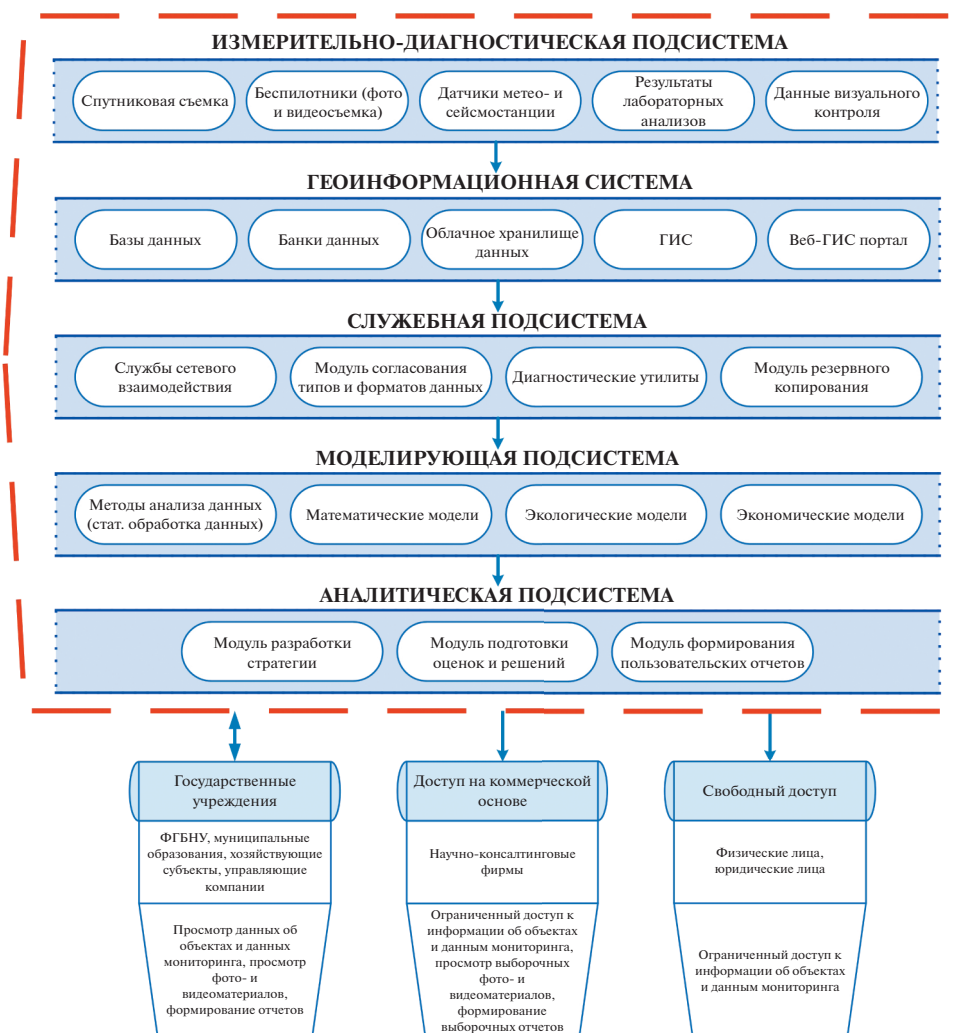 ИЗМЕРИТЕЛЬНО-ДИАГНОСТИЧЕСКАЯ ПОДСИСТЕМА
Спутниковая съемка
Беспилотники (фото
и видеосъемка)
Датчики метео- и
сейсмостанции
Результаты
лабораторных
анализов
Данные визуального
контроля
ГЕОИНФОРМАЦИОННАЯ СИСТЕМА
Базы данных
Банки данных
Облачное хранилище
данных
ГИС
Веб-ГИС портал
СЛУЖЕБНАЯ ПОДСИСТЕМА
Службы сетевого
взаимодействия
Модуль согласования
типов и форматов данных
Диагностические утилиты
Модуль резервного
копирования
МОДЕЛИРУЮЩАЯ ПОДСИСТЕМА
Методы анализа данных
(стат. обработка данных)
Математические модели
Экологические модели
Экономические модели
АНАЛИТИЧЕСКАЯ ПОДСИСТЕМА
Модуль разработки
стратегии
Модуль подготовки
оценок и решений
Модуль формирования
пользовательских отчетов
Государственные
учреждения
ФГБНУ, муниципальные
образования, хозяйствующие
субъекты, управляющие
компании
Просмотр данных об
объектах и данных
мониторинга, просмотр
фото- и
видеоматериалов,
формирование отчетов
Доступ на коммерческой
основе
Научно-консалтинговые
фирмы
Ограниченный доступ к
информации об объектах
и данным мониторинга,
просмотр выборочных
фото- и
видеоматериалов,
формирование
выборочных отчетов
Свободный доступ
Физические лица,
юридические лица
Ограниченный доступ к
информации об объектах
и данным мониторинга